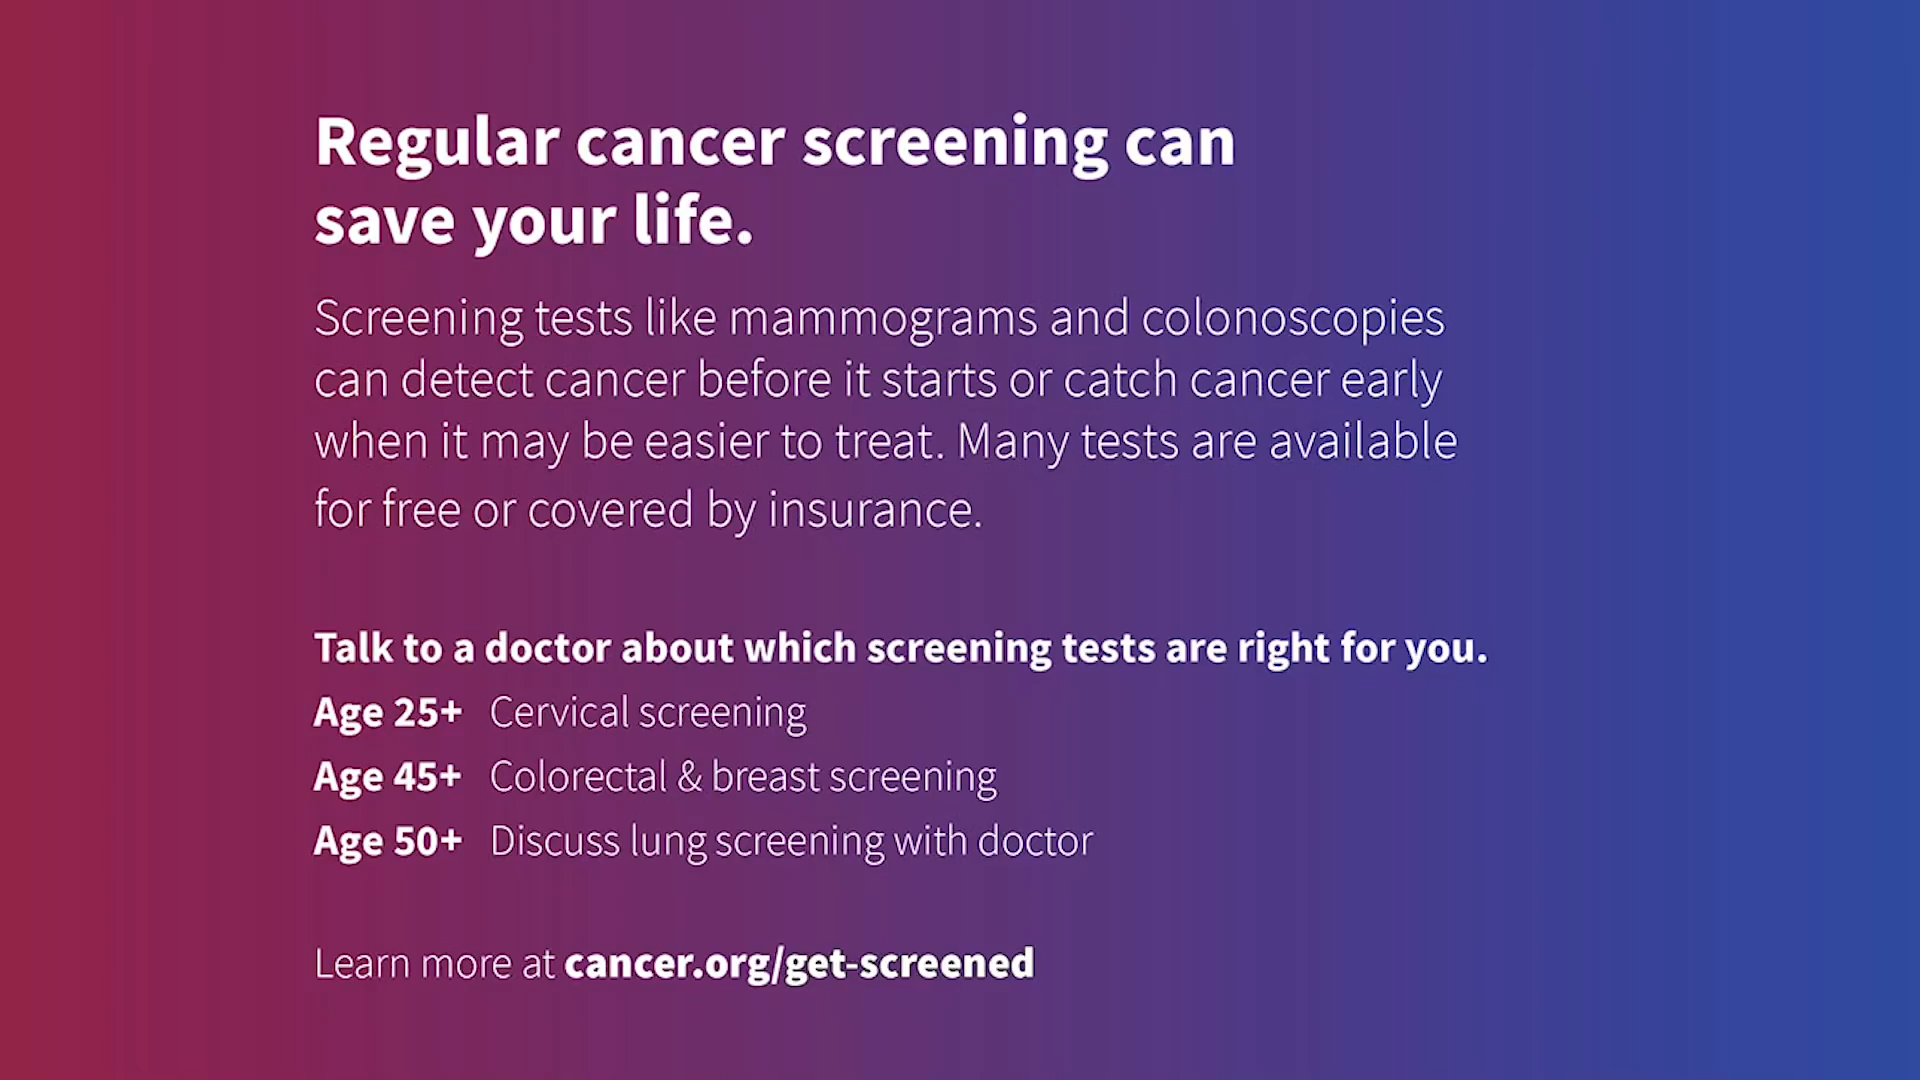 Regular cancer screening can
save your life.
Screening tests like mammograms and colonoscopies
can detect cancer before it starts or catch cancer early
when it may be easier to treat. Many tests are available
for free or covered by insurance.
Talk to a doctor about which screening tests are right for you.
Age 25+ Cervical screening
Age 45+ Colorectal & breast screening
Age 50+ Discuss lung screening with doctor
Learn more at cancer.org/get-screened